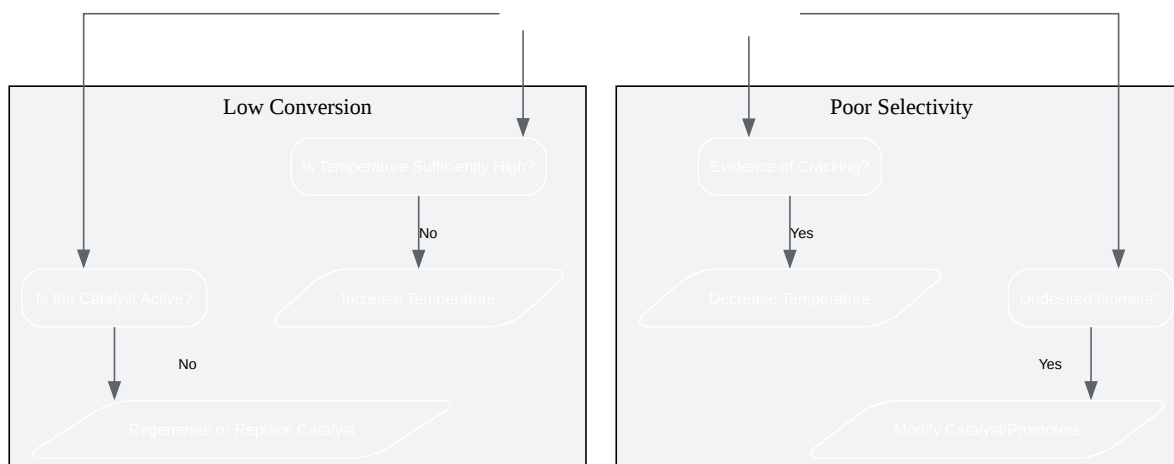 Low Conversion
Poor Selectivity
Is Temperature Sufficiently High?
Evidence of Cracking?
No
Yes
Is the Catalyst Active?
Increase Temperature
Decrease Temperature
Undesired Isomers?
No
Yes
Regenerate or Replace Catalyst
Modify Catalyst/Promoters